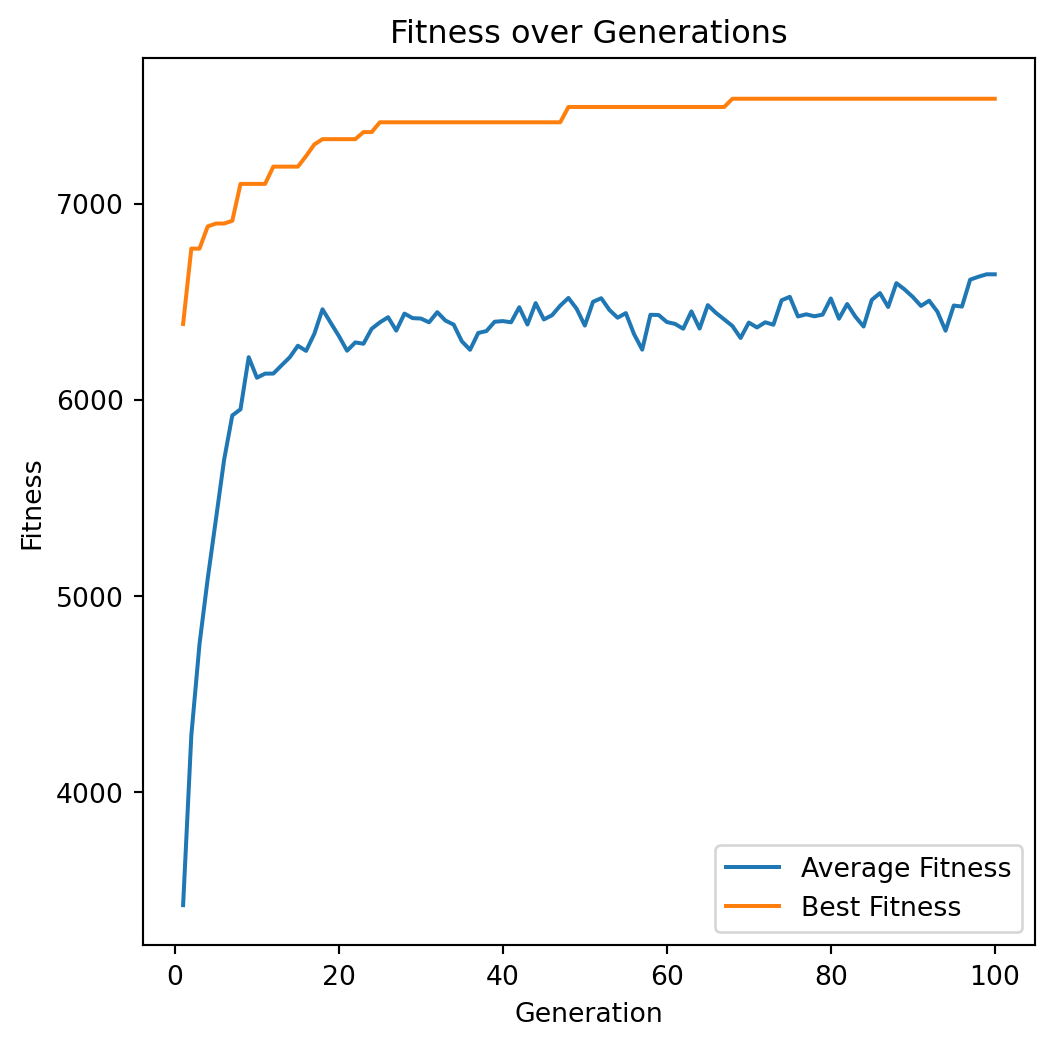 Fitness over Generations
Fitness
7000
6000
5000
4000
0 20 40 60 80 100
Generation
Average Fitness
Best Fitness